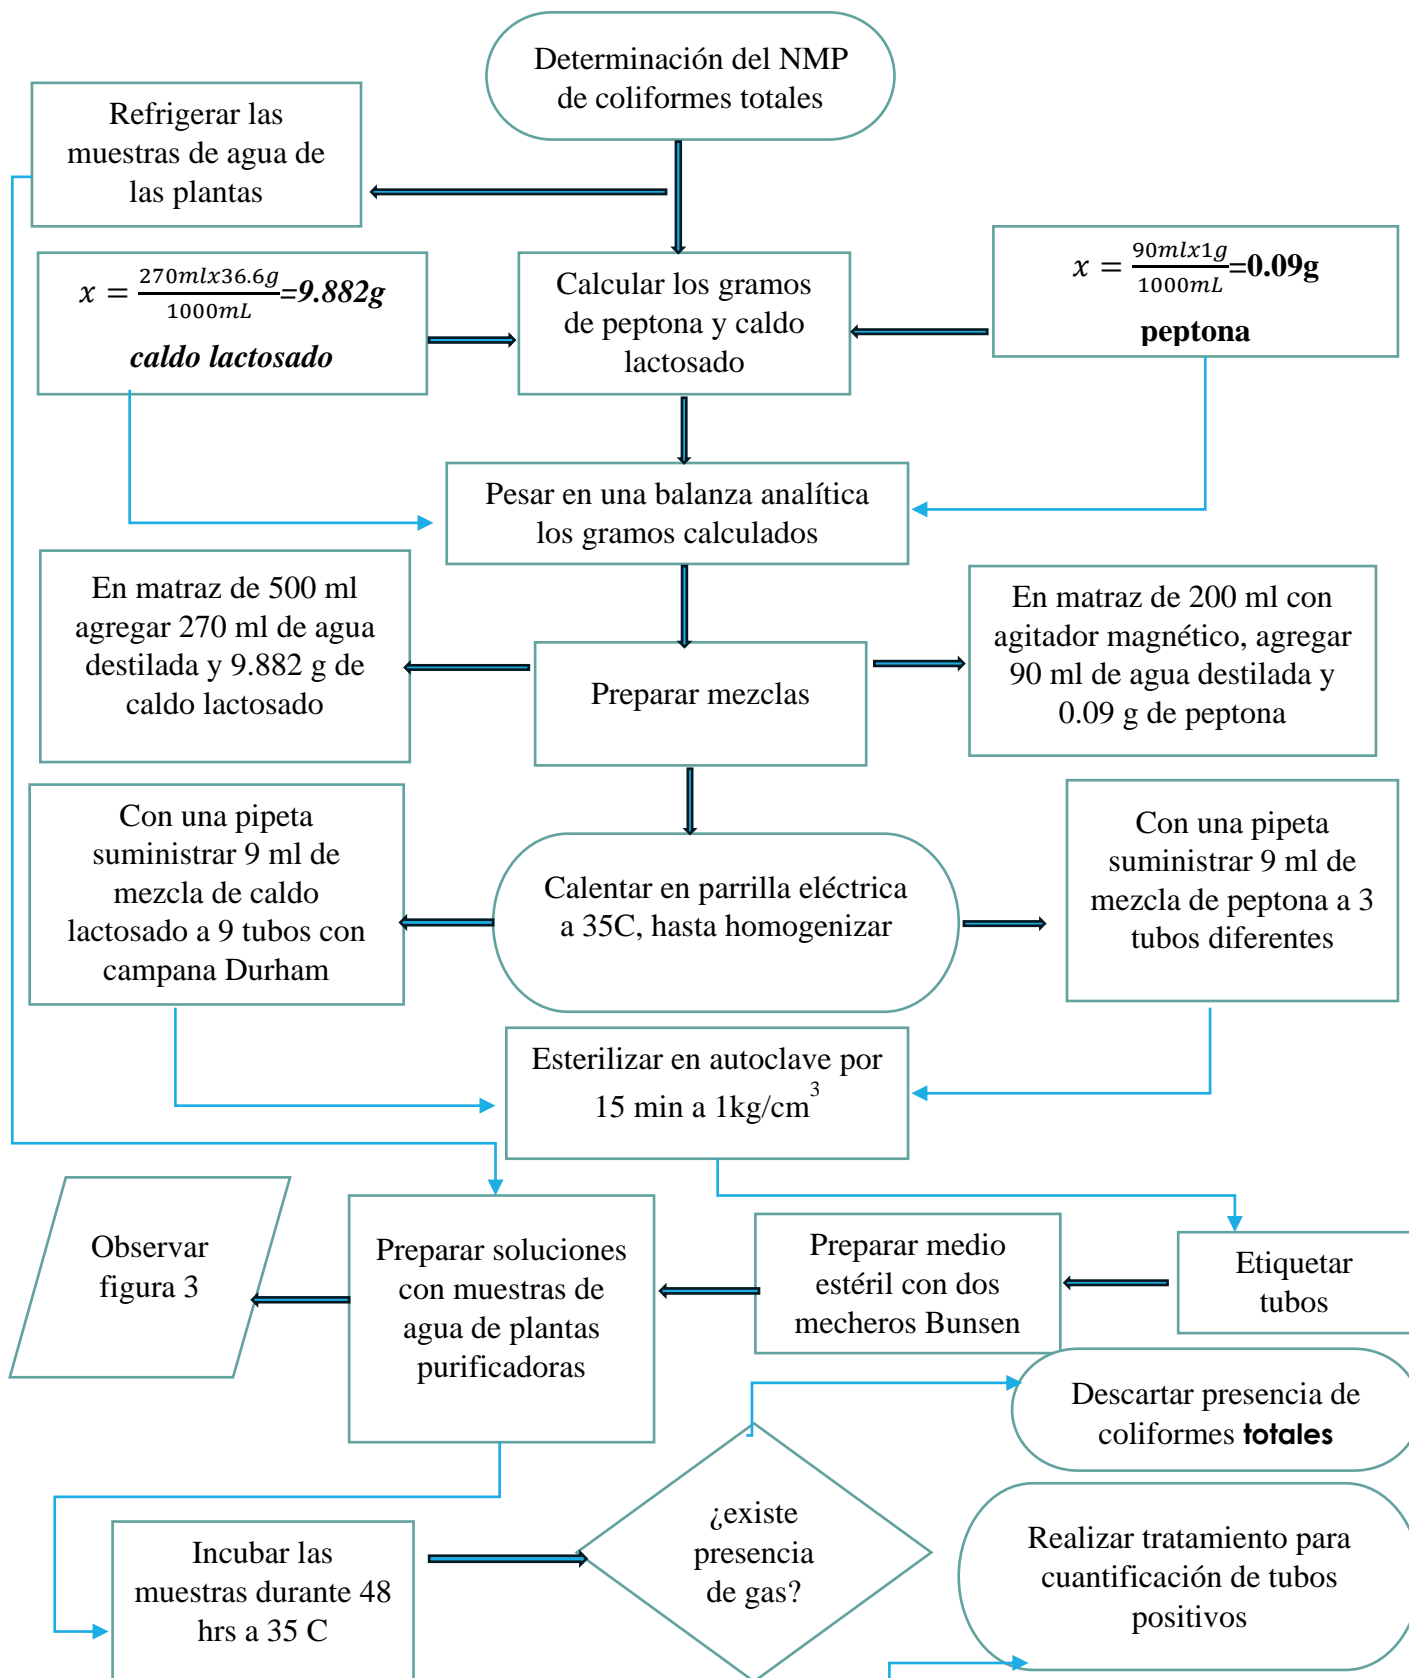 Determinación del NMP
de coliformes totales
Refrigerar las
muestras de agua de
las plantas
x = 270mlx36.6g/1000mL=9.882g
caldo lactosado
Calcular los gramos
de peptona y caldo
lactosado
x = 90mlx1g/1000mL=0.09g
peptona
Pesar en una balanza analítica
los gramos calculados
En matraz de 500 ml
agregar 270 ml de agua
destilada y 9.882 g de
caldo lactosado
Preparar mezclas
En matraz de 200 ml con
agitador magnético, agregar
90 ml de agua destilada y
0.09 g de peptona
Con una pipeta
suministrar 9 ml de
mezcla de caldo
lactosado a 9 tubos con
campana Durham
Calentar en parrilla eléctrica
a 35C, hasta homogenizar
Con una pipeta
suministrar 9 ml de
mezcla de peptona a 3
tubos diferentes
Esterilizar en autoclave por
15 min a 1kg/cm³
Observar
figura 3
Preparar soluciones
con muestras de
agua de plantas
purificadoras
Preparar medio
estéril con dos
mecheros Bunsen
Etiquetar
tubos
Descartar presencia de
coliformes totales
Incubar las
muestras durante 48
hrs a 35 C
¿existe
presencia
de gas?
Realizar tratamiento para
cuantificación de tubos
positivos